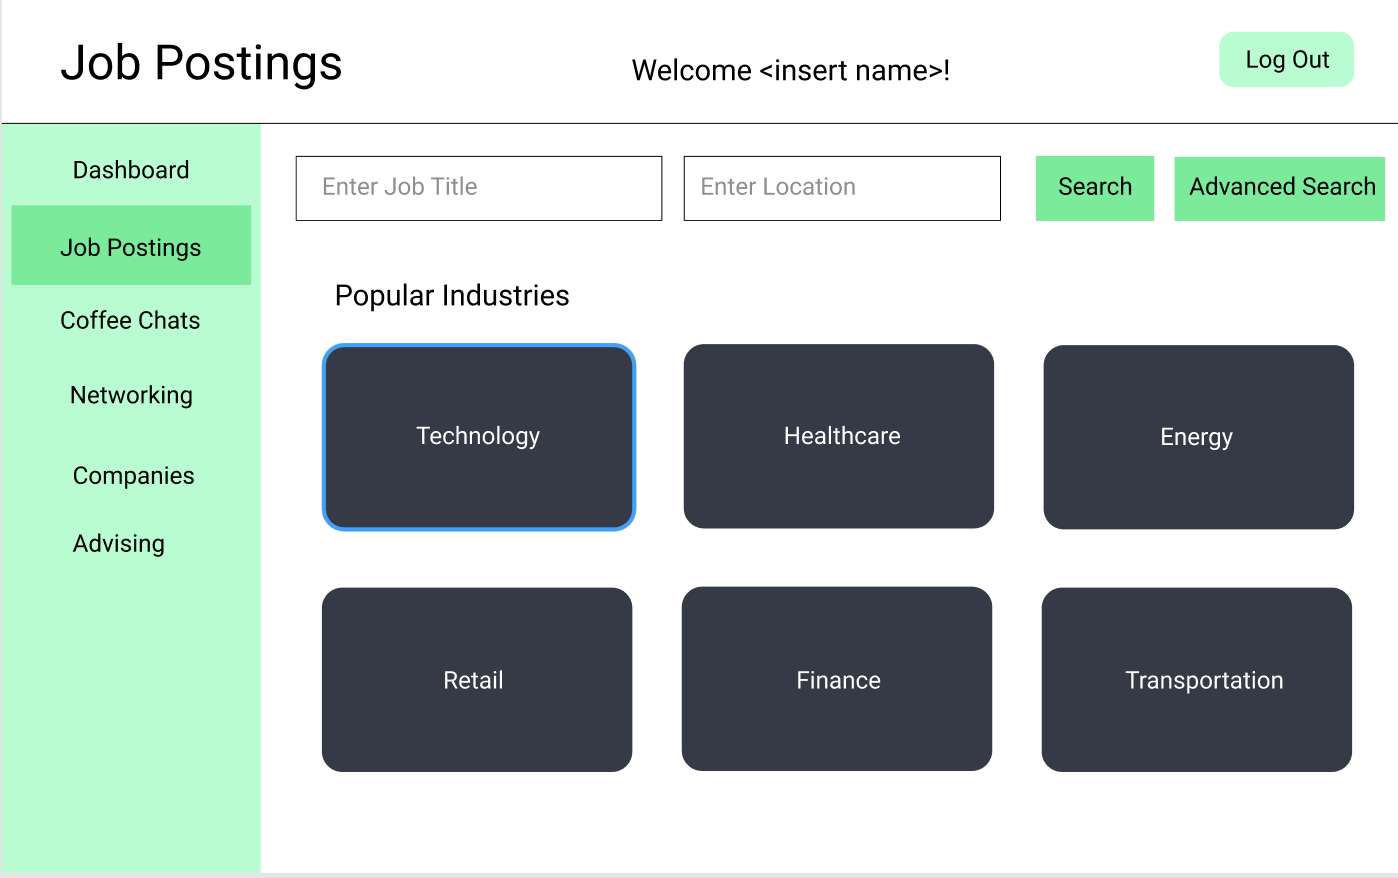 Job Postings
Welcome <insert name>!
Log Out
Dashboard
Job Postings
Coffee Chats
Networking
Companies
Advising
Enter Job Title
Enter Location
Search
Advanced Search
Popular Industries
Technology
Healthcare
Energy
Retail
Finance
Transportation